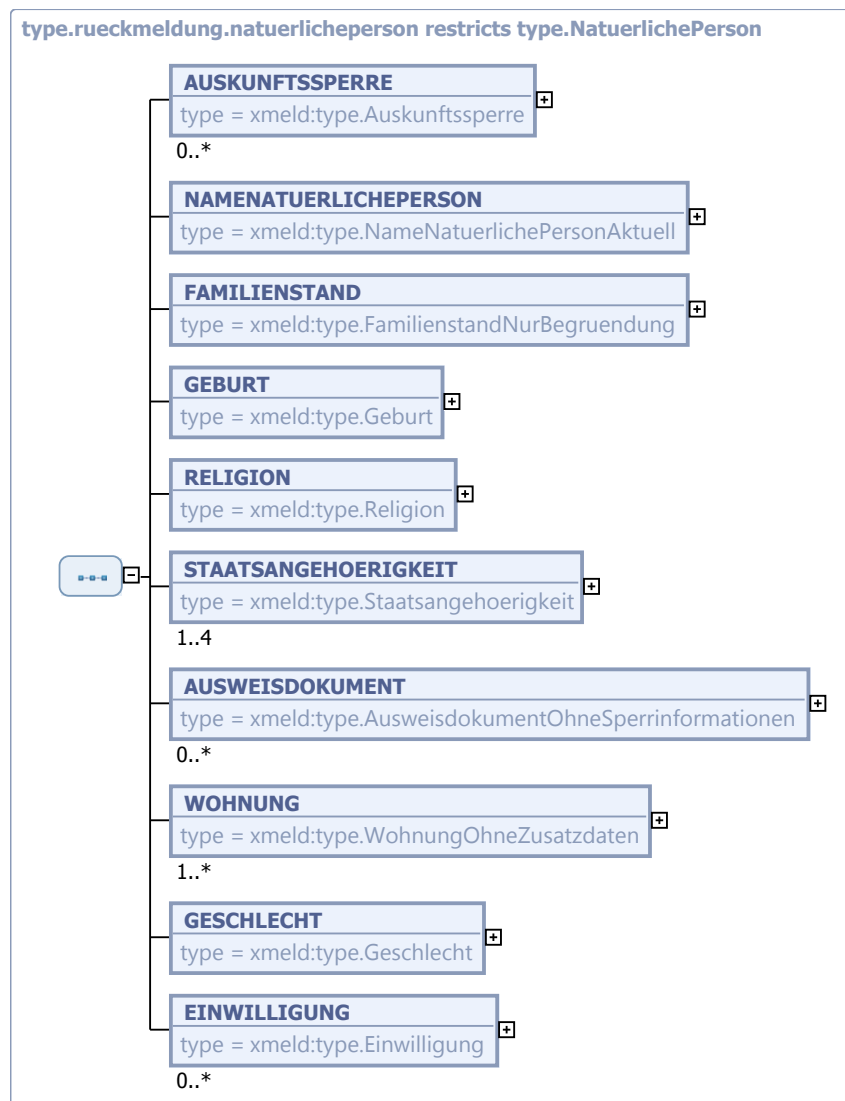 type.rueckmeldung.natuerlicheperson restricts type.NatuerlichePerson
AUSKUNFTSSPERRE
type = xmeld:type.Auskunftssperre
0..*
NAMENATUERLICHEPERSON
type = xmeld:type.NameNatuerlichePersonAktuell
FAMILIENSTAND
type = xmeld:type.FamilienstandNurBegruendung
GEBURT
type = xmeld:type.Geburt
RELIGION
type = xmeld:type.Religion
STAATSANGEHOERIGKEIT
type = xmeld:type.Staatsangehoerigkeit
1..4
AUSWEISDOKUMENT
type = xmeld:type.AusweisdokumentOhneSperrinformationen
0..*
WOHNUNG
type = xmeld:type.WohnungOhneZusatzdaten
1..*
GESCHLECHT
type = xmeld:type.Geschlecht
EINWILLIGUNG
type = xmeld:type.Einwilligung
0..*